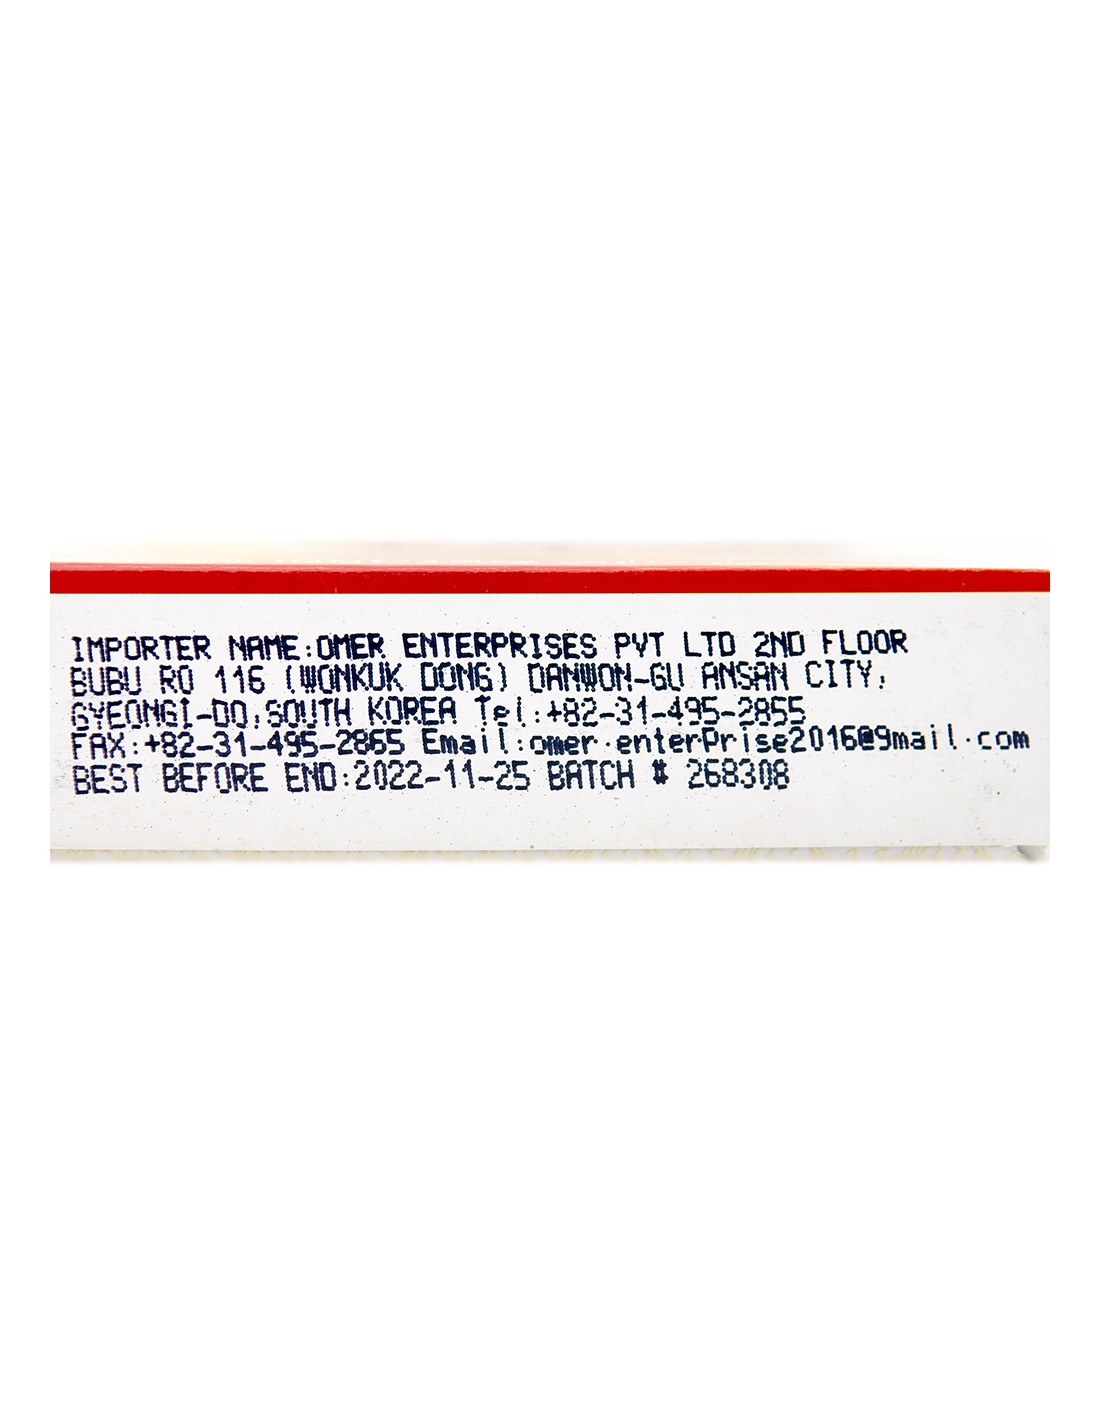 IMPORTER NAME:OMER ENTERPRISES PVT LTD 2ND FLOOR
BUBU RO 116 (WONKUK DONG) DANWON-GU ANSAN CITY,
GYEONGI-DO,SOUTH KOREA Tel:+82-31-495-2855
FAX:+82-31-495-2865 Email:omer.enterprise2016@gmail.com
BEST BEFORE END:2022-11-25 BATCH # 268308